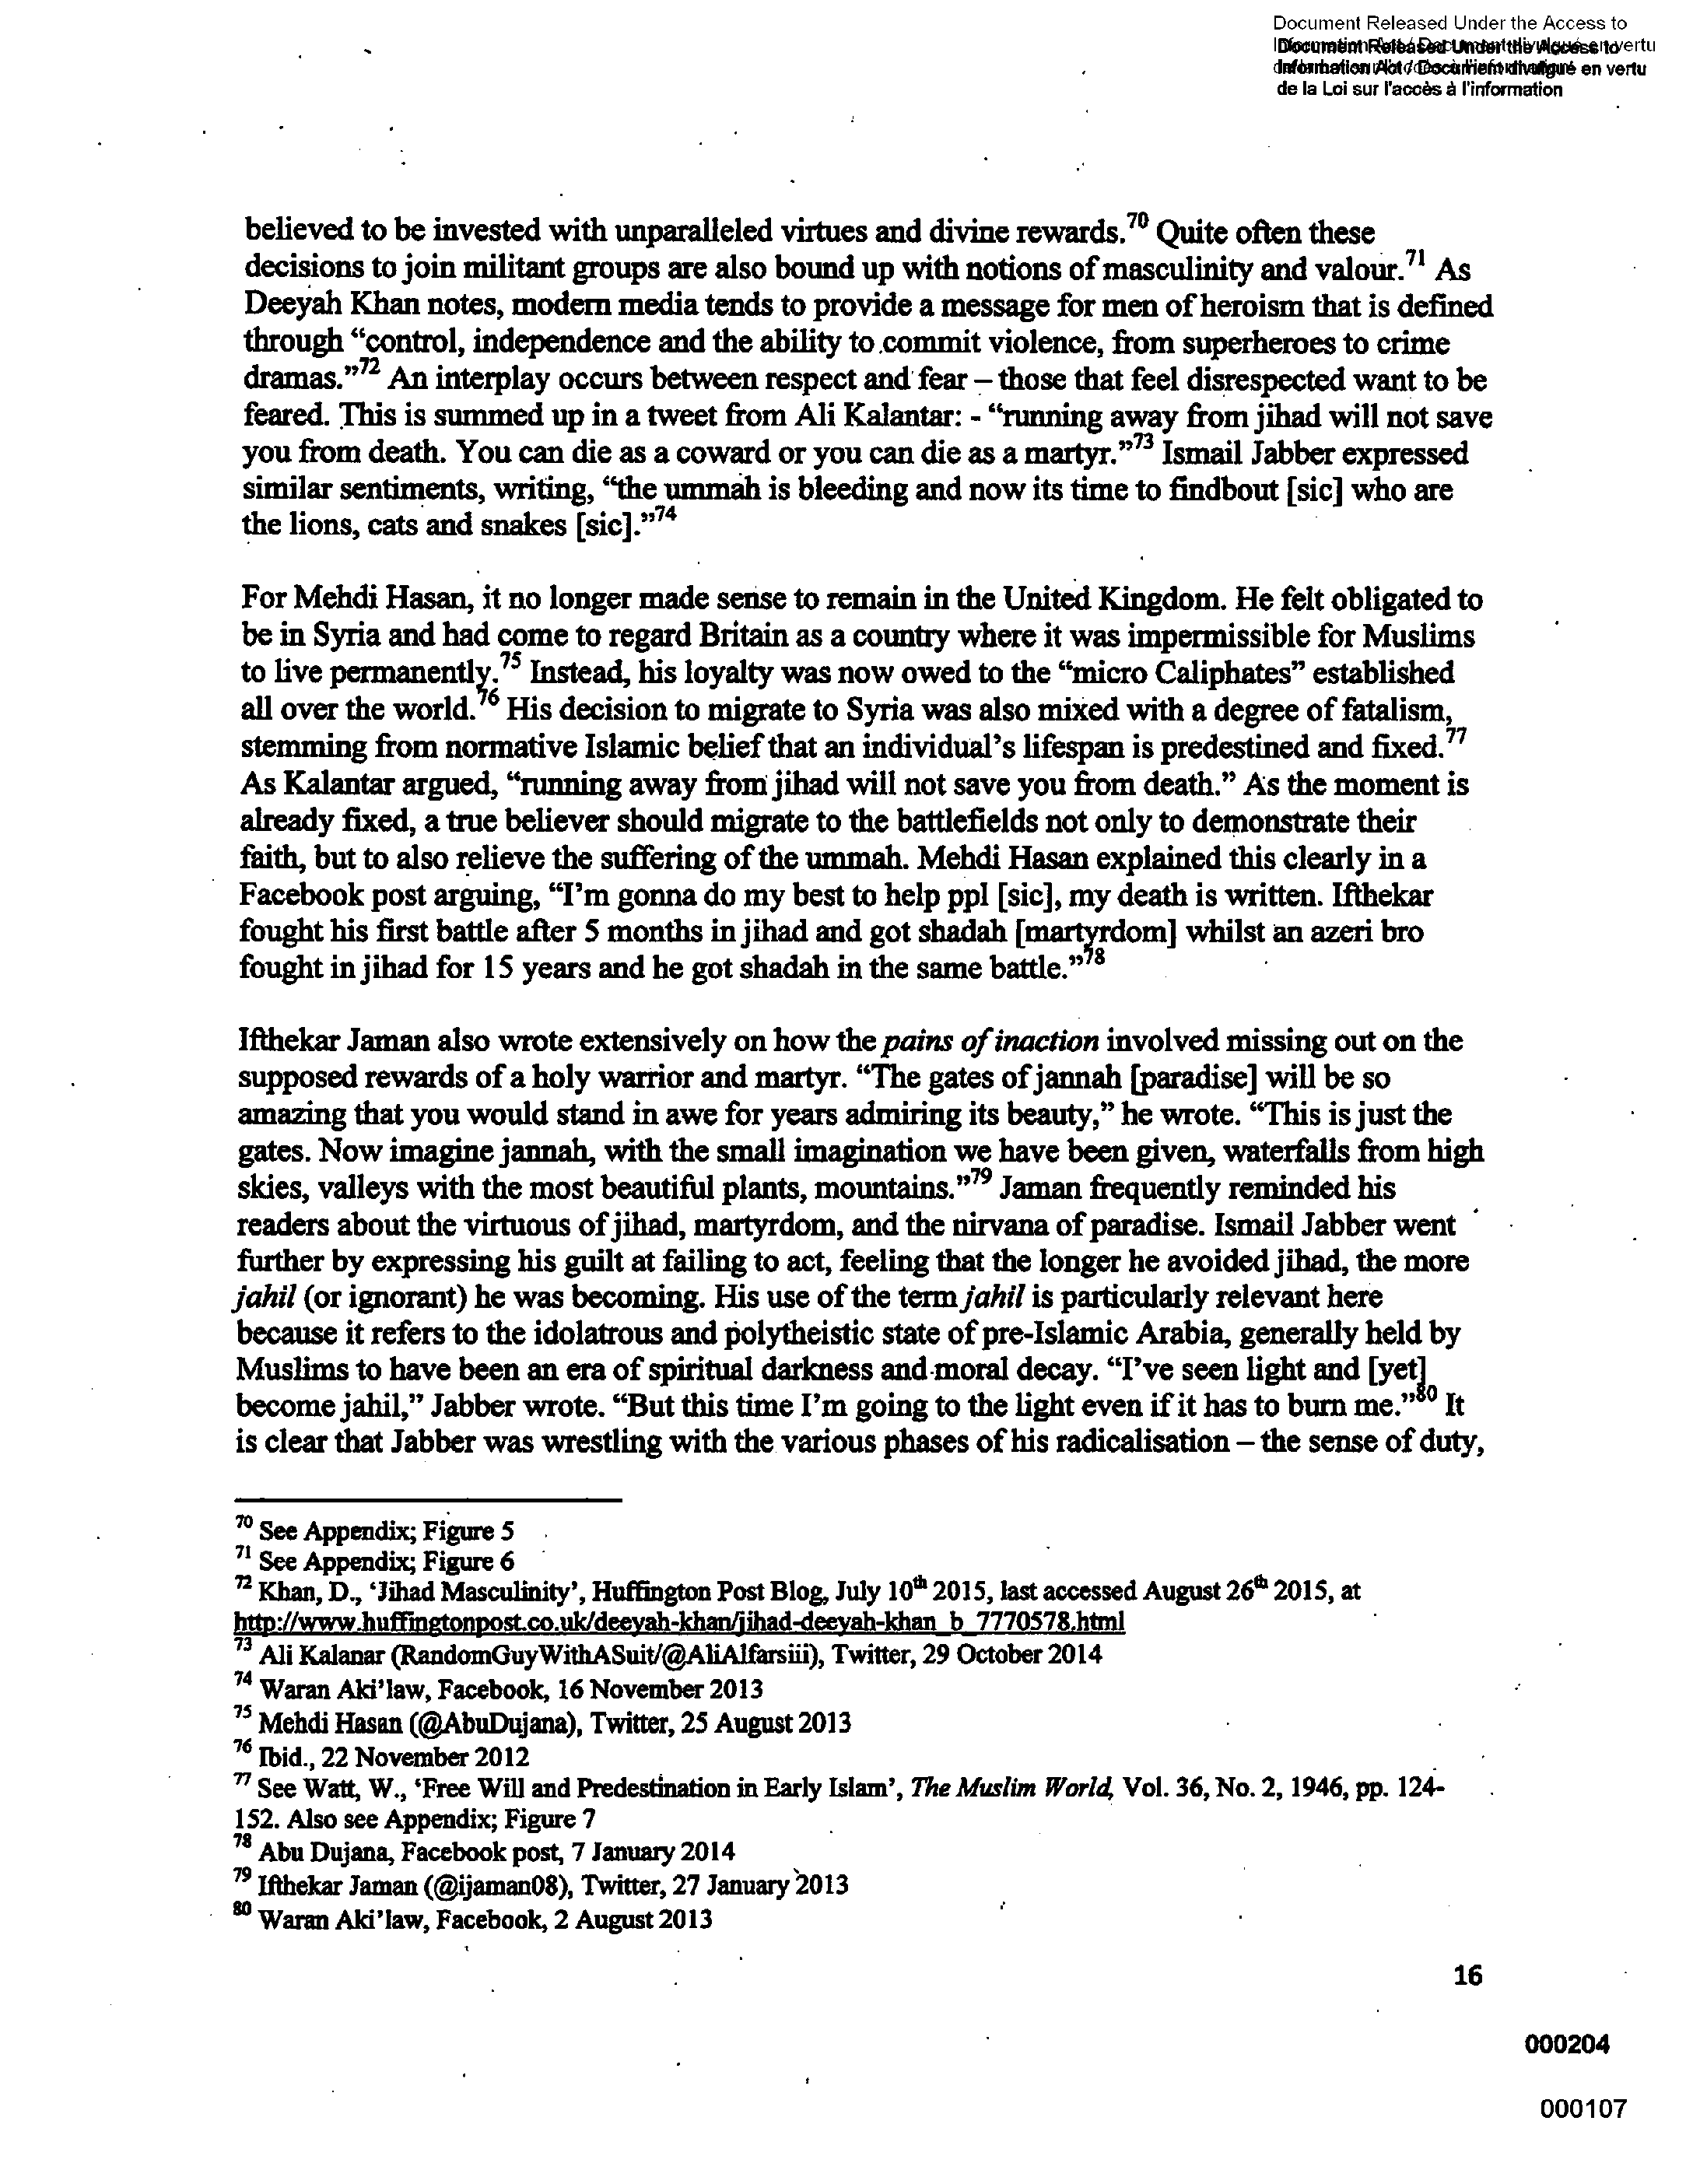 Document Released Under the Access to
Document Released Under the Access to
Information Act / Document divulgué en vertu
de la Loi sur l'accès à l'information
believed to be invested with unparalleled virtues and divine rewards.70 Quite often these
decisions to join militant groups are also bound up with notions of masculinity and valour.71 As
Deeyah Khan notes, modern media tends to provide a message for men of heroism that is defined
through “control, independence and the ability to commit violence, from superheroes to crime
dramas.”72 An interplay occurs between respect and fear – those that feel disrespected want to be
feared. This is summed up in a tweet from Ali Kalantar: - “running away from jihad will not save
you from death. You can die as a coward or you can die as a martyr.”73 Ismail Jabber expressed
similar sentiments, writing, “the ummah is bleeding and now its time to findbout [sic] who are
the lions, cats and snakes [sic].”74
For Mehdi Hasan, it no longer made sense to remain in the United Kingdom. He felt obligated to
be in Syria and had come to regard Britain as a country where it was impermissible for Muslims
to live permanently.75 Instead, his loyalty was now owed to the “micro Caliphates” established
all over the world.76 His decision to migrate to Syria was also mixed with a degree of fatalism,
stemming from normative Islamic belief that an individual’s lifespan is predestined and fixed.77
As Kalantar argued, “running away from jihad will not save you from death.” As the moment is
already fixed, a true believer should migrate to the battlefields not only to demonstrate their
faith, but to also relieve the suffering of the ummah. Mehdi Hasan explained this clearly in a
Facebook post arguing, “I’m gonna do my best to help ppl [sic], my death is written. Ifthekar
fought his first battle after 5 months in jihad and got shadah [martyrdom] whilst an azeri bro
fought in jihad for 15 years and he got shadah in the same battle.”78
Ifthekar Jaman also wrote extensively on how the pains of inaction involved missing out on the
supposed rewards of a holy warrior and martyr. “The gates of jannah [paradise] will be so
amazing that you would stand in awe for years admiring its beauty,” he wrote. “This is just the
gates. Now imagine jannah, with the small imagination we have been given, waterfalls from high
skies, valleys with the most beautiful plants, mountains.”79 Jaman frequently reminded his
readers about the virtuous of jihad, martyrdom, and the nirvana of paradise. Ismail Jabber went
further by expressing his guilt at failing to act, feeling that the longer he avoided jihad, the more
jahil (or ignorant) he was becoming. His use of the term jahil is particularly relevant here
because it refers to the idolatrous and polytheistic state of pre-Islamic Arabia, generally held by
Muslims to have been an era of spiritual darkness and moral decay. “I’ve seen light and [yet]
become jahil,” Jabber wrote. “But this time I’m going to the light even if it has to burn me.”80 It
is clear that Jabber was wrestling with the various phases of his radicalisation – the sense of duty,
70 See Appendix; Figure 5
71 See Appendix; Figure 6
72 Khan, D., ‘Jihad Masculinity’, Huffington Post Blog, July 10th 2015, last accessed August 26th 2015, at
http://www.huffingtonpost.co.uk/deeyah-khan/jihad-deeyah-khan_b_7770578.html
73 Ali Kalanar (RandomGuyWithASuit/@AliAlfarsiii), Twitter, 29 October 2014
74 Waran Aki’law, Facebook, 16 November 2013
75 Mehdi Hasan (@AbuDujana), Twitter, 25 August 2013
76 Ibid., 22 November 2012
77 See Watt, W., ‘Free Will and Predestination in Early Islam’, The Muslim World, Vol. 36, No. 2, 1946, pp. 124-
152. Also see Appendix; Figure 7
78 Abu Dujana, Facebook post, 7 January 2014
79 Ifthekar Jaman (@ijaman08), Twitter, 27 January 2013
80 Waran Aki’law, Facebook, 2 August 2013
16
000204
000107